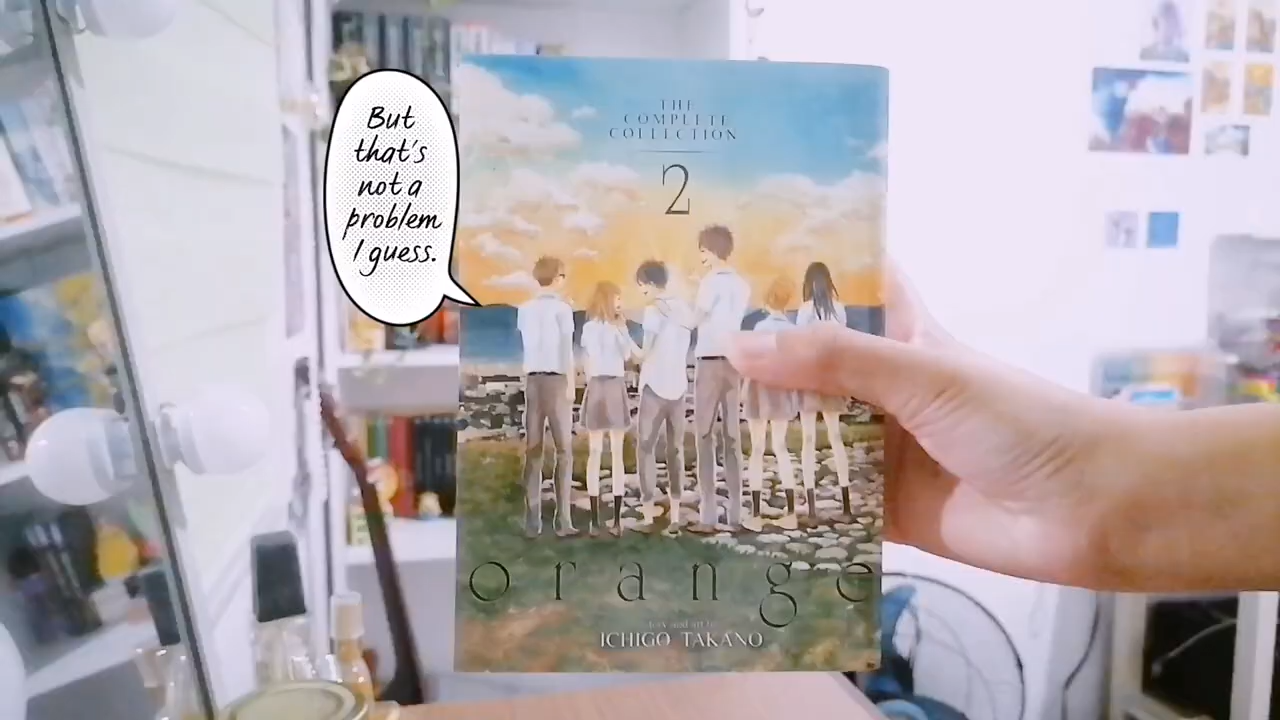 But
that's
not a
problem
I guess.
THE
COMPLETE
COLLECTION
2
orange
story and art by
ICHIGO TAKANO